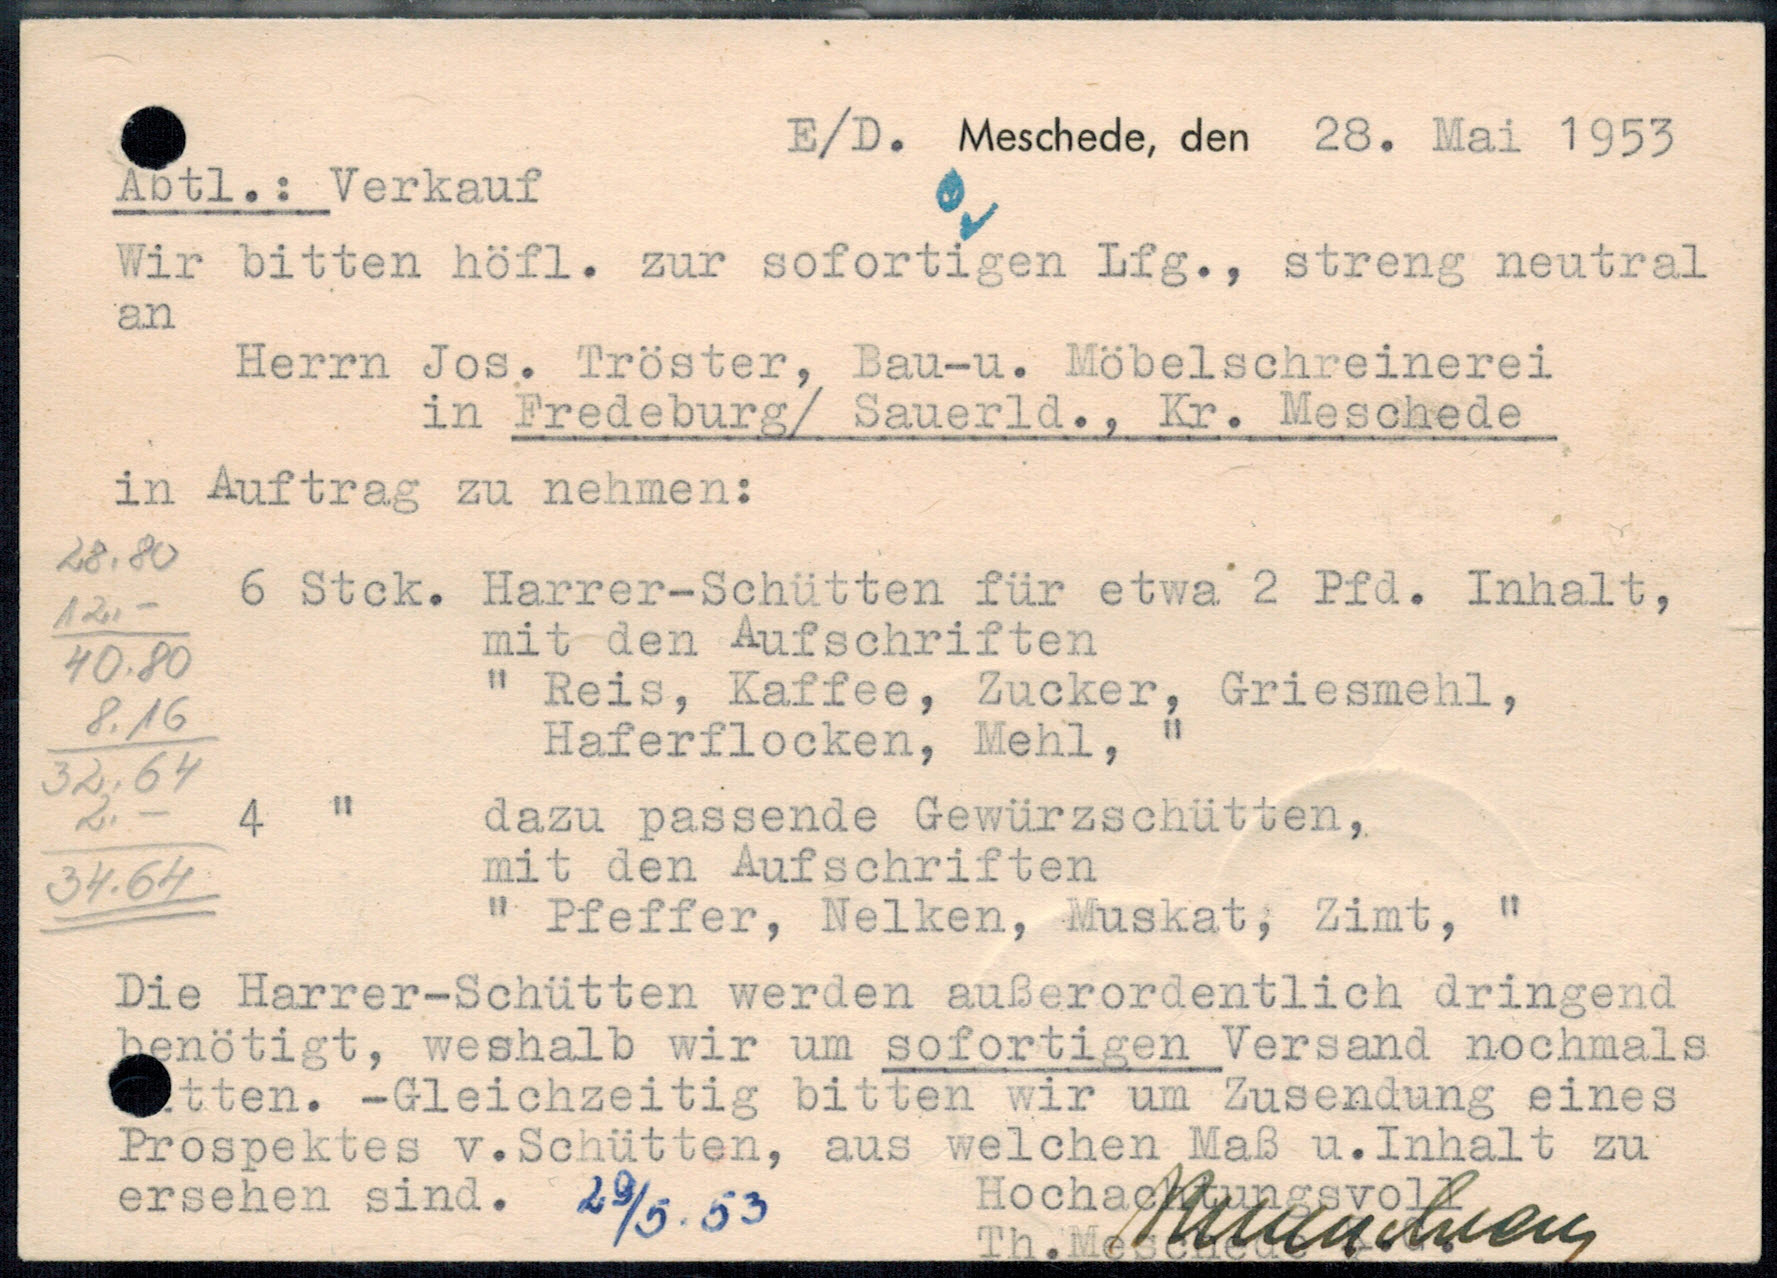 E/D. Meschede, den 28. Mai 1953
Abtl.: Verkauf
Wir bitten höfl. zur sofortigen Lfg., streng neutral
an
Herrn Jos. Tröster, Bau-u. Möbelschreinerei
in Fredeburg/ Sauerld., Kr. Meschede
in Auftrag zu nehmen:
28.80
12.-
40.80
8.16
32.64
2.-
34.64
6 Stck. Harrer-Schütten für etwa 2 Pfd. Inhalt,
mit den Aufschriften
" Reis, Kaffee, Zucker, Griesmehl,
Haferflocken, Mehl, "
4 " dazu passende Gewürzschütten,
mit den Aufschriften
" Pfeffer, Nelken, Muskat, Zimt, "
Die Harrer-Schütten werden außerordentlich dringend
benötigt, weshalb wir um sofortigen Versand nochmals
itten. -Gleichzeitig bitten wir um Zusendung eines
Prospektes v.Schütten, aus welchen Maß u.Inhalt zu
ersehen sind. 29/5.53 Hochachtungsvoll
Th.Meschede